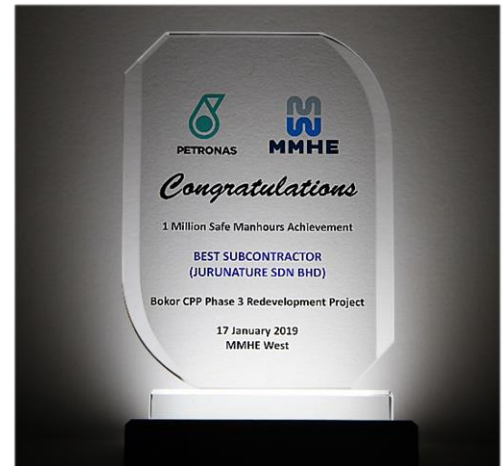 PETRONAS
MMHE
Congratulations
1 Million Safe Manhours Achievement
BEST SUBCONTRACTOR
(JURUNATURE SDN BHD)
Bokor CPP Phase 3 Redevelopment Project
17 January 2019
MMHE West